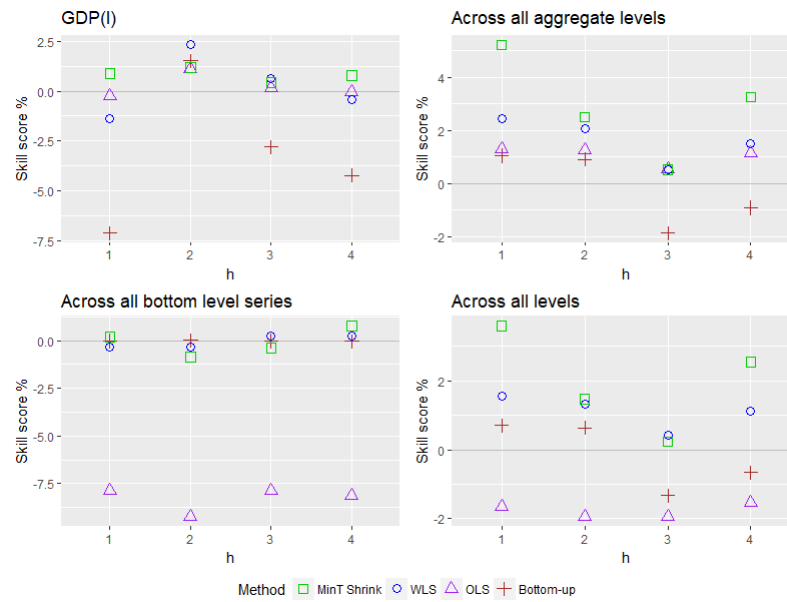 GDP(I)
Across all aggregate levels
Skill score %
2.5
0.0
-2.5
-5.0
-7.5
1 2 3 4
h
Skill score %
4
2
0
-2
1 2 3 4
h
Across all bottom level series
Across all levels
Skill score %
0.0
-2.5
-5.0
-7.5
1 2 3 4
h
Skill score %
2
0
-2
1 2 3 4
h
Method MinT Shrink WLS OLS Bottom-up